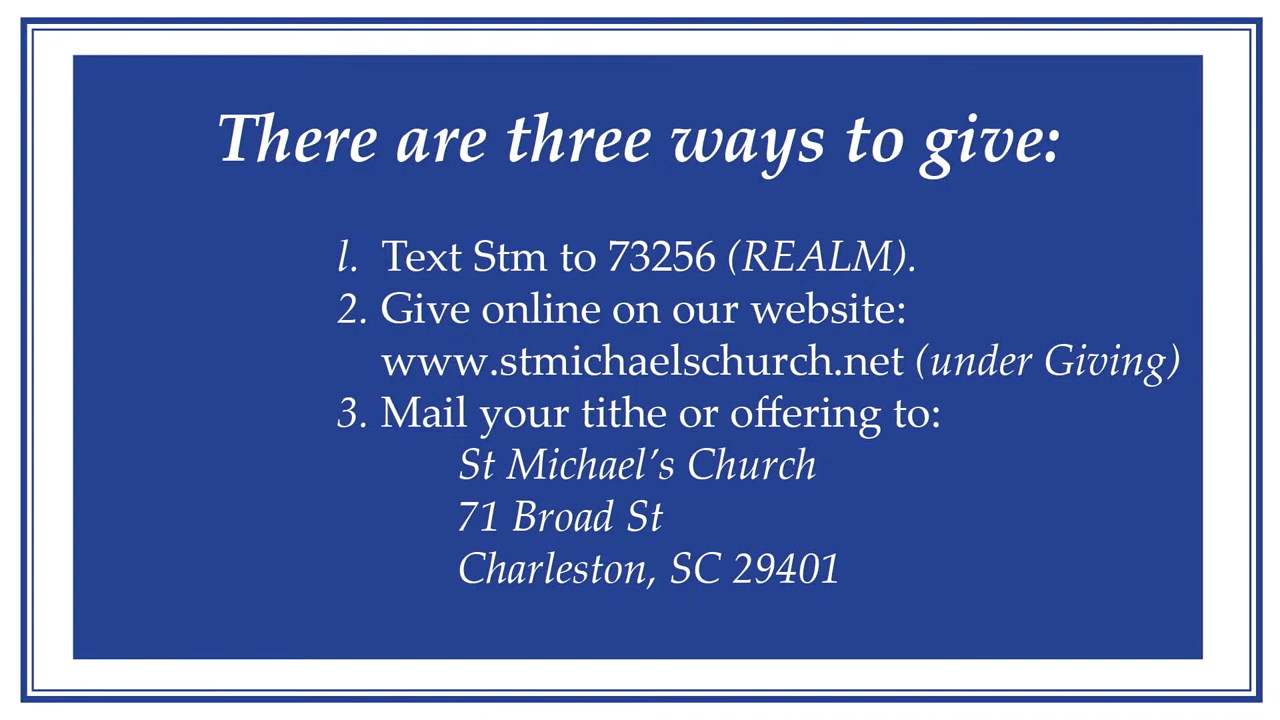 There are three ways to give:
1. Text Stm to 73256 (REALM).
2. Give online on our website:
www.stmichaelschurch.net (under Giving)
3. Mail your tithe or offering to:
St Michael’s Church
71 Broad St
Charleston, SC 29401